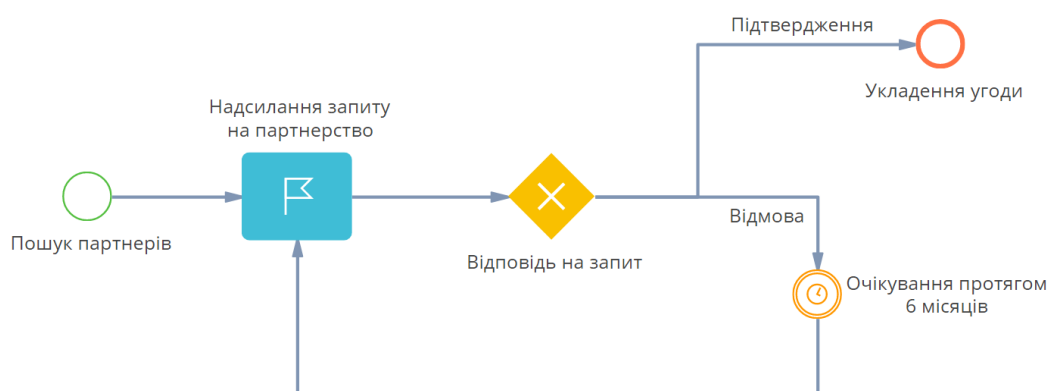 Підтвердження
Укладення угоди
Надсилання запиту
на партнерство
Пошук партнерів
Відповідь на запит
Відмова
Очікування протягом
6 місяців